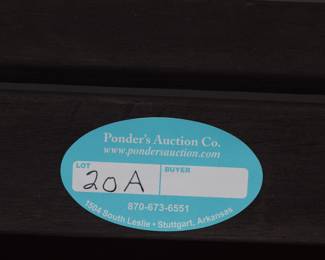 Ponder's Auction Co.
www.pondersauction.com
LOT BUYER
20A
870-673-6551
1504 South Leslie • Stuttgart, Arkansas